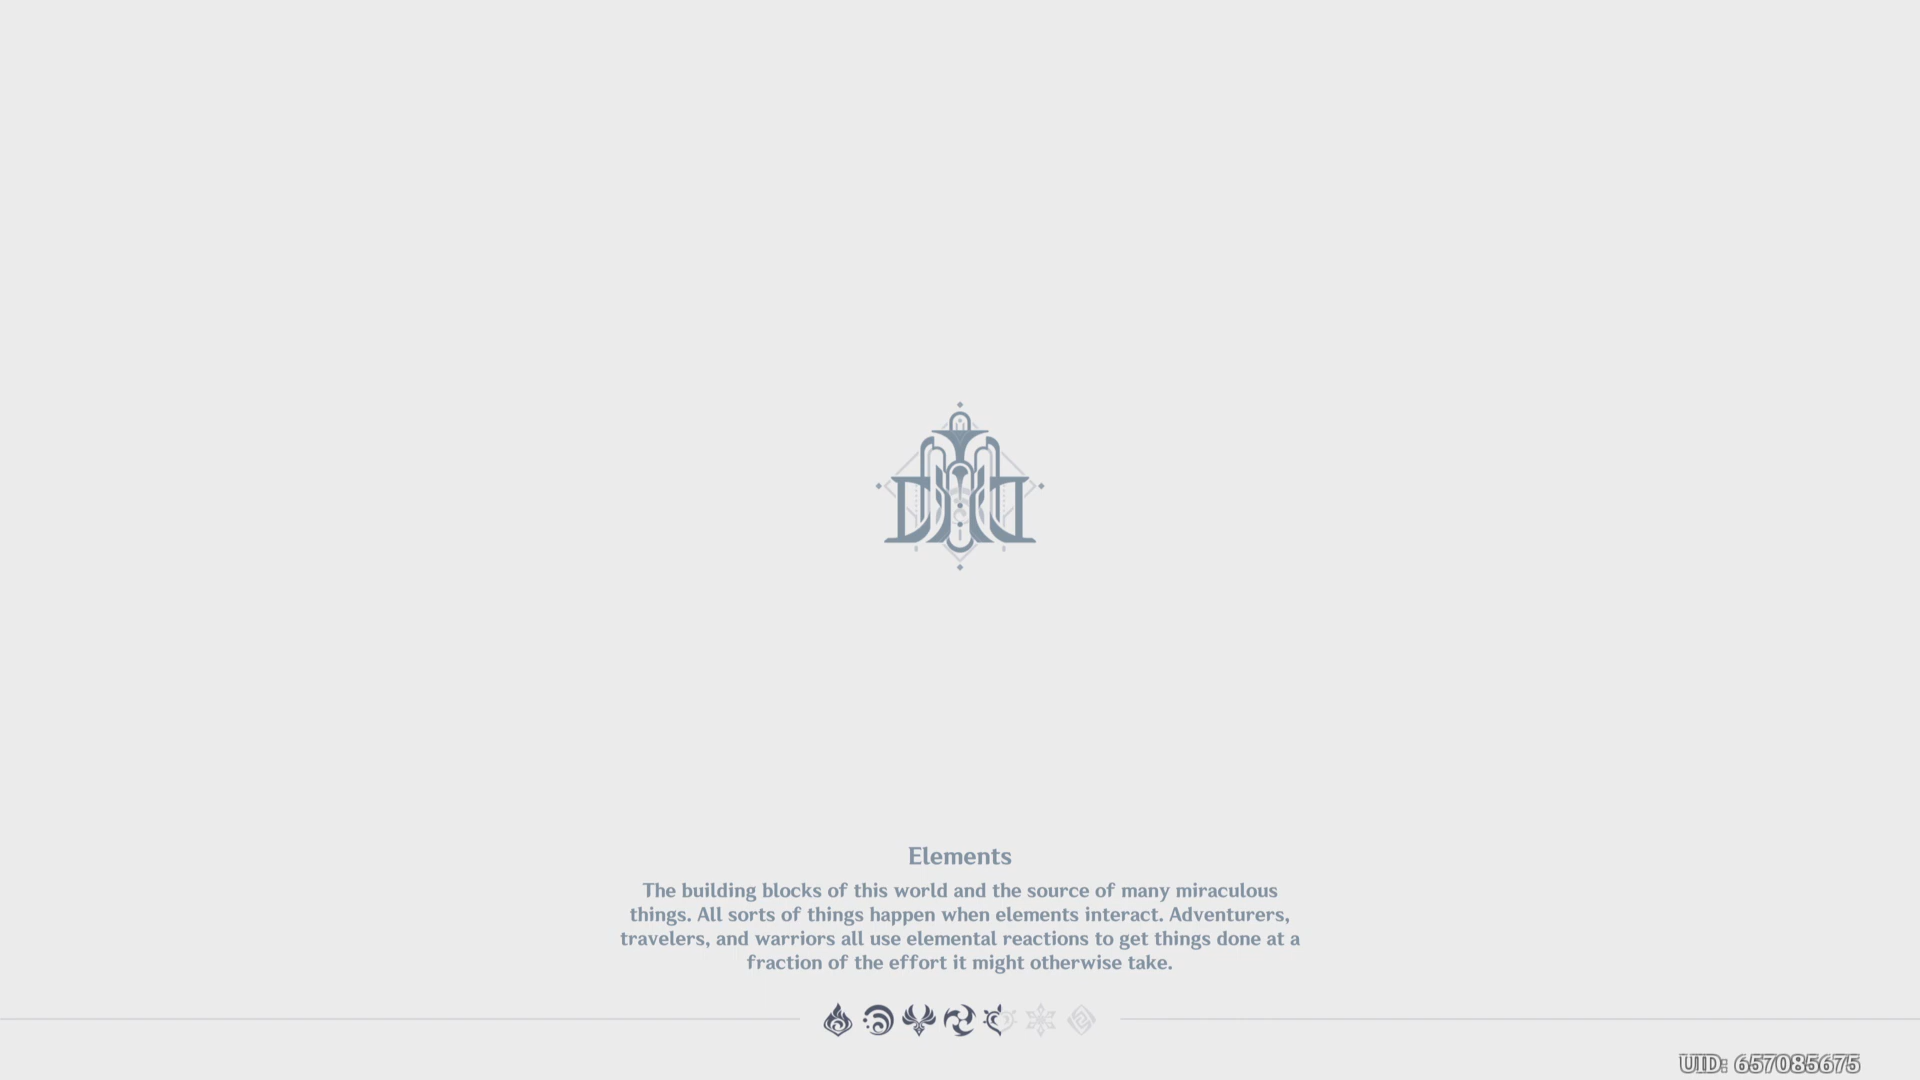 Elements
The building blocks of this world and the source of many miraculous
things. All sorts of things happen when elements interact. Adventurers,
travelers, and warriors all use elemental reactions to get things done at a
fraction of the effort it might otherwise take.
UID: 657085675